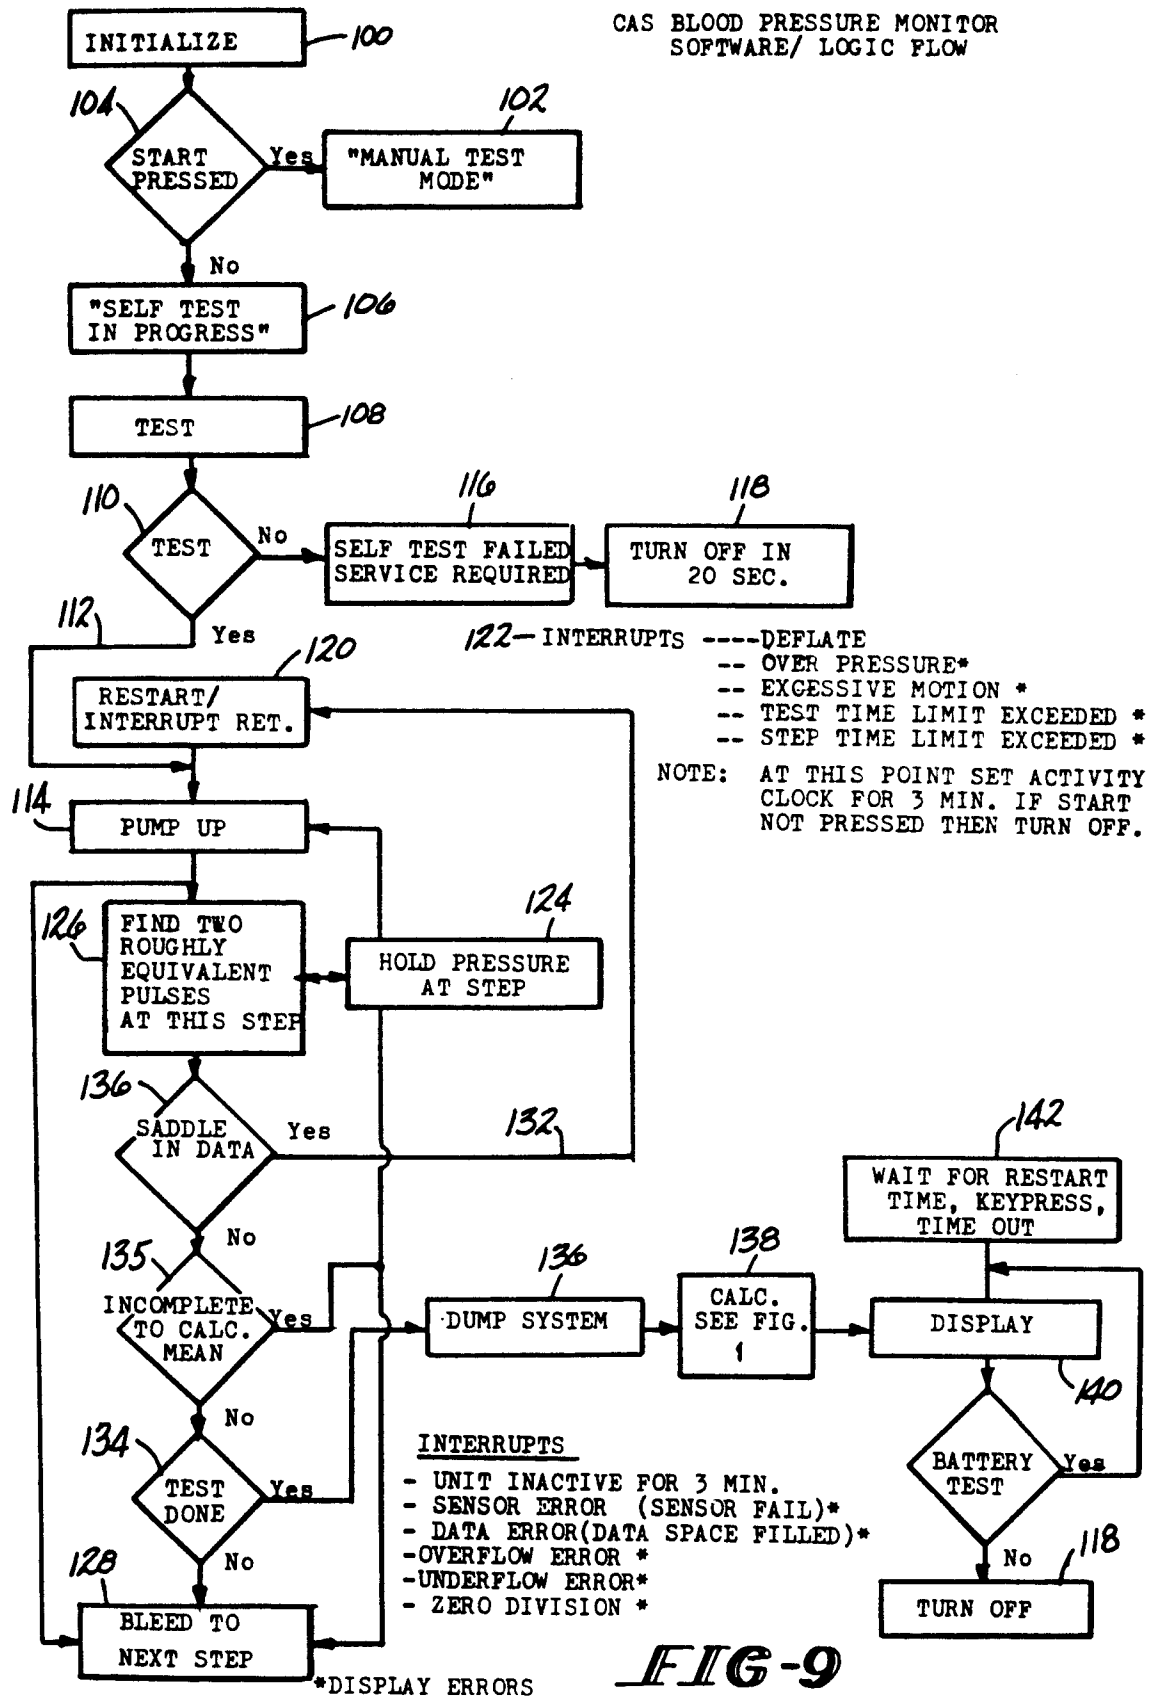 CAS BLOOD PRESSURE MONITOR
SOFTWARE/ LOGIC FLOW
INITIALIZE
100
104
102
START
PRESSED
Yes
"MANUAL TEST
MODE"
No
"SELF TEST
IN PROGRESS"
106
TEST
108
110
TEST
No
116
SELF TEST FAILED
SERVICE REQUIRED
118
TURN OFF IN
20 SEC.
112
Yes
122-INTERRUPTS ----DEFLATE
-- OVER PRESSURE*
-- EXCESSIVE MOTION *
-- TEST TIME LIMIT EXCEEDED *
-- STEP TIME LIMIT EXCEEDED *
NOTE: AT THIS POINT SET ACTIVITY
CLOCK FOR 3 MIN. IF START
NOT PRESSED THEN TURN OFF.
120
RESTART/
INTERRUPT RET.
114
PUMP UP
126
FIND TWO
ROUGHLY
EQUIVALENT
PULSES
AT THIS STEP
124
HOLD PRESSURE
AT STEP
136
SADDLE
IN DATA
Yes
132
No
135
INCOMPLETE
TO CALC.
MEAN
Yes
136
DUMP SYSTEM
138
CALC.
SEE FIG.
1
142
WAIT FOR RESTART
TIME, KEYPRESS,
TIME OUT
DISPLAY
140
No
134
TEST
DONE
Yes
BATTERY
TEST
Yes
No
118
TURN OFF
INTERRUPTS
- UNIT INACTIVE FOR 3 MIN.
- SENSOR ERROR (SENSOR FAIL)*
- DATA ERROR(DATA SPACE FILLED)*
-OVERFLOW ERROR *
-UNDERFLOW ERROR*
- ZERO DIVISION *
No
128
BLEED TO
NEXT STEP
*DISPLAY ERRORS
FIG-9